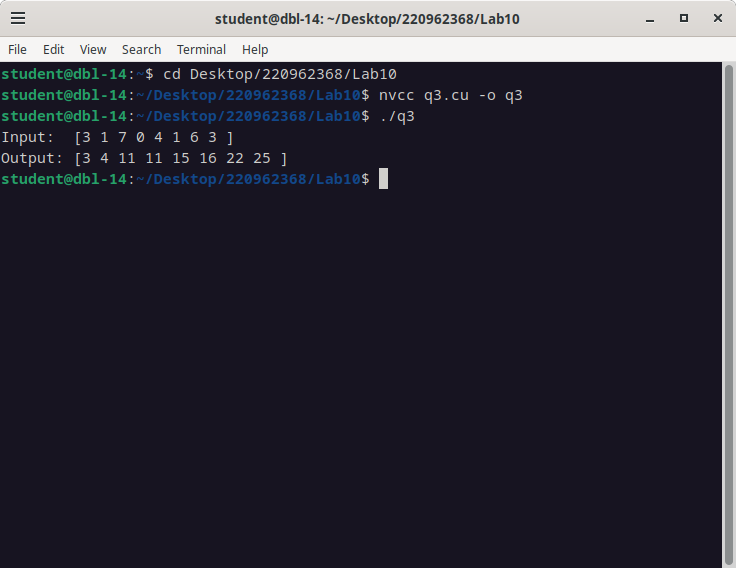 student@dbl-14: ~/Desktop/220962368/Lab10
File Edit View Search Terminal Help
student@dbl-14:~$ cd Desktop/220962368/Lab10
student@dbl-14:~/Desktop/220962368/Lab10$ nvcc q3.cu -o q3
student@dbl-14:~/Desktop/220962368/Lab10$ ./q3
Input:  [3 1 7 0 4 1 6 3 ]
Output: [3 4 11 11 15 16 22 25 ]
student@dbl-14:~/Desktop/220962368/Lab10$